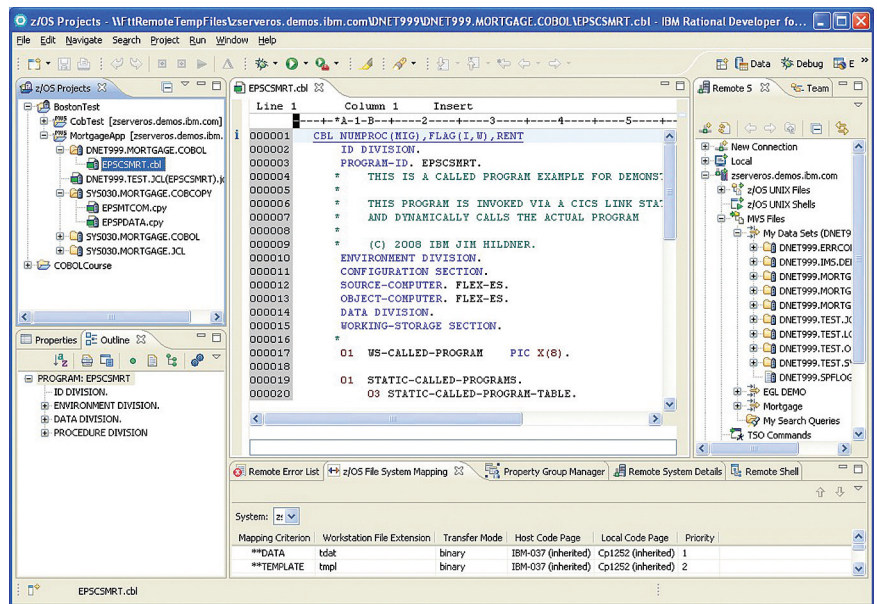 z/OS Projects - \\FttRemoteTempFiles\zserveros.demos.ibm.com\DNET999\DNET999.MORTGAGE.COBOL\EPSCSMRT.cbl - IBM Rational Developer fo...
File Edit Navigate Search Project Run Window Help
Data Debug E
z/OS Projects
BostonTest
CobTest [zserveros.demos.ibm.com]
MortgageApp [zserveros.demos.ibm.
DNET999.MORTGAGE.COBOL
EPSCSMRT.cbl
DNET999.TEST.JCL(EPSCSMRT).jc
SYS030.MORTGAGE.COBCOPY
EPSMTCOM.cpy
EPSPDATA.cpy
SYS030.MORTGAGE.COBOL
SYS030.MORTGAGE.JCL
COBOLCourse
Properties Outline
PROGRAM: EPSCSMRT
ID DIVISION.
ENVIRONMENT DIVISION.
DATA DIVISION.
PROCEDURE DIVISION
EPSCSMRT.cbl
Line 1 Column 1 Insert
----+-*A-1-B--+----2----+----3----+----4----+----5----+-
000001 CBL NUMPROC(MIG),FLAG(I,W),RENT
000002 ID DIVISION.
000003 PROGRAM-ID. EPSCSMRT.
000004 * THIS IS A CALLED PROGRAM EXAMPLE FOR DEMONST
000005 *
000006 * THIS PROGRAM IS INVOKED VIA A CICS LINK STAT
000007 * AND DYNAMICALLY CALLS THE ACTUAL PROGRAM
000008 *
000009 * (C) 2008 IBM JIM HILDNER.
000010 ENVIRONMENT DIVISION.
000011 CONFIGURATION SECTION.
000012 SOURCE-COMPUTER. FLEX-ES.
000013 OBJECT-COMPUTER. FLEX-ES.
000014 DATA DIVISION.
000015 WORKING-STORAGE SECTION.
000016 *
000017 01 WS-CALLED-PROGRAM PIC X(8).
000018
000019 01 STATIC-CALLED-PROGRAMS.
000020 03 STATIC-CALLED-PROGRAM-TABLE.
Remote S Team
New Connection
Local
zserveros.demos.ibm.com
z/OS UNIX Files
z/OS UNIX Shells
MVS Files
My Data Sets (DNET9
DNET999.ERRCOI
DNET999.IMS.DEI
DNET999.MORTG
DNET999.MORTG
DNET999.MORTG
DNET999.TEST.JC
DNET999.TEST.LC
DNET999.TEST.O
DNET999.TEST.SY
DNET999.SPFLOG
EGL DEMO
Mortgage
My Search Queries
TSO Commands
Remote Error List z/OS File System Mapping Property Group Manager Remote System Details Remote Shell
System:
Mapping Criterion Workstation File Extension Transfer Mode Host Code Page Local Code Page Priority
**DATA tdat binary IBM-037 (inherited) Cp1252 (inherited) 1
**TEMPLATE tmpl binary IBM-037 (inherited) Cp1252 (inherited) 2
EPSCSMRT.cbl